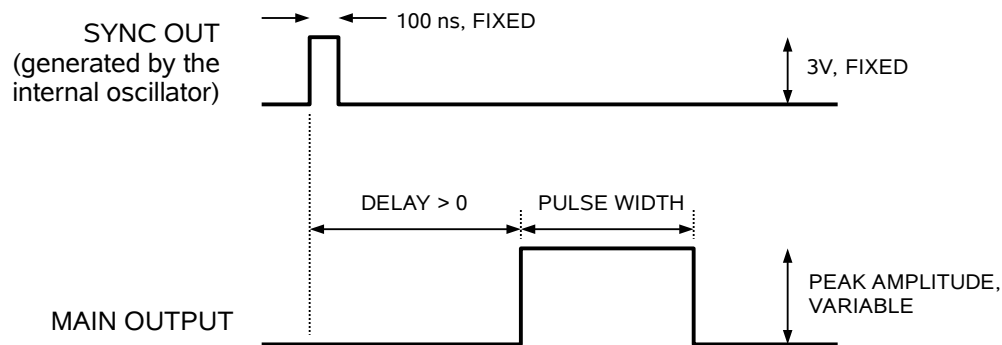 SYNC OUT
(generated by the
internal oscillator)
100 ns, FIXED
3V, FIXED
DELAY > 0
PULSE WIDTH
MAIN OUTPUT
PEAK AMPLITUDE,
VARIABLE